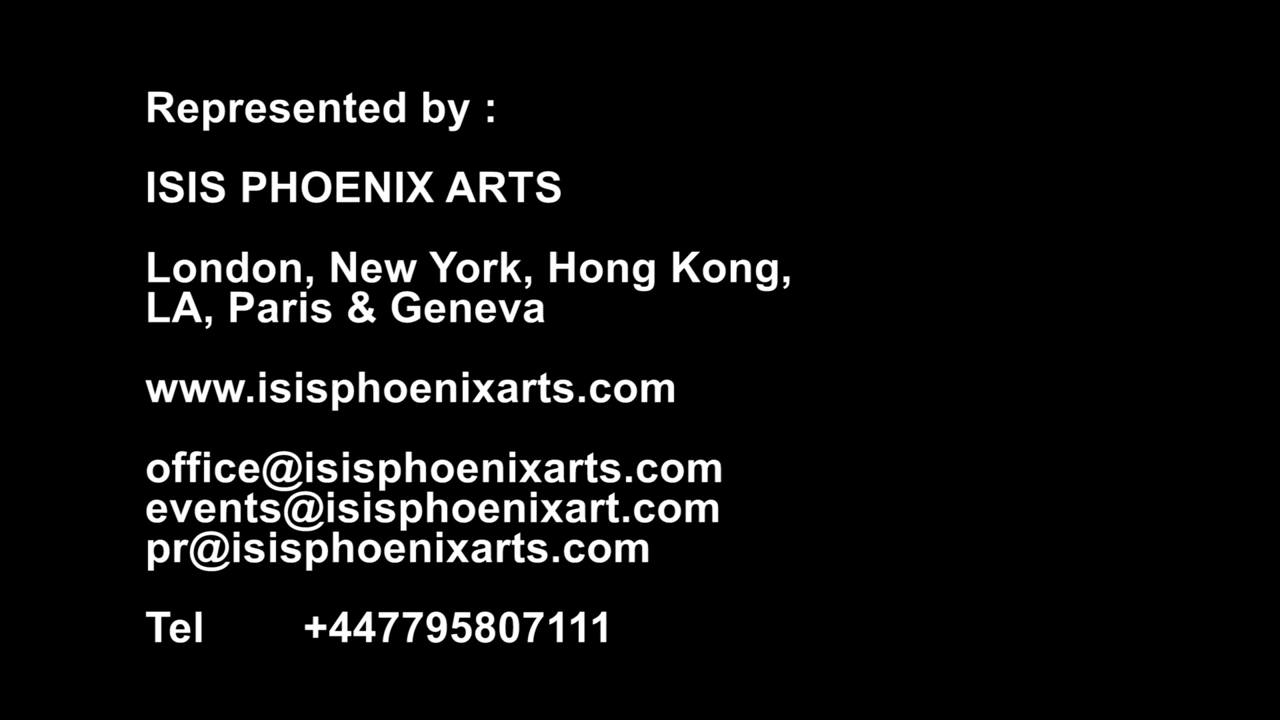 Represented by :
ISIS PHOENIX ARTS
London, New York, Hong Kong,
LA, Paris & Geneva
www.isisphoenixarts.com
office@isisphoenixarts.com
events@isisphoenixart.com
pr@isisphoenixarts.com
Tel +447795807111